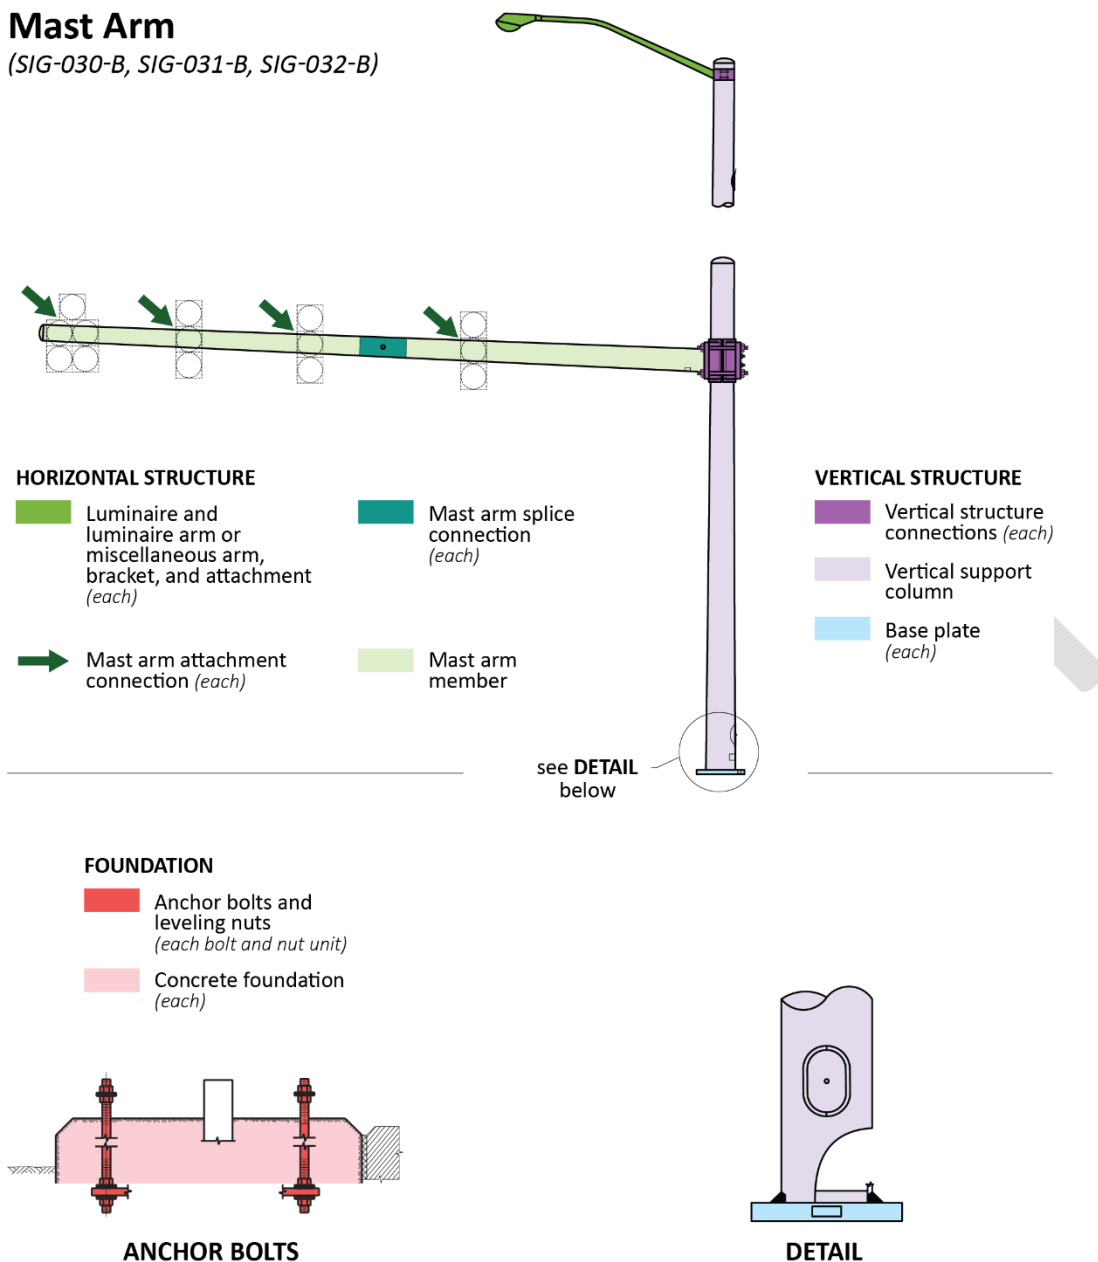 Mast Arm
(SIG-030-B, SIG-031-B, SIG-032-B)
HORIZONTAL STRUCTURE
Luminaire and
luminaire arm or
miscellaneous arm,
bracket, and attachment
(each)
Mast arm attachment
connection (each)
Mast arm splice
connection
(each)
Mast arm
member
VERTICAL STRUCTURE
Vertical structure
connections (each)
Vertical support
column
Base plate
(each)
see DETAIL
below
FOUNDATION
Anchor bolts and
leveling nuts
(each bolt and nut unit)
Concrete foundation
(each)
ANCHOR BOLTS
DETAIL